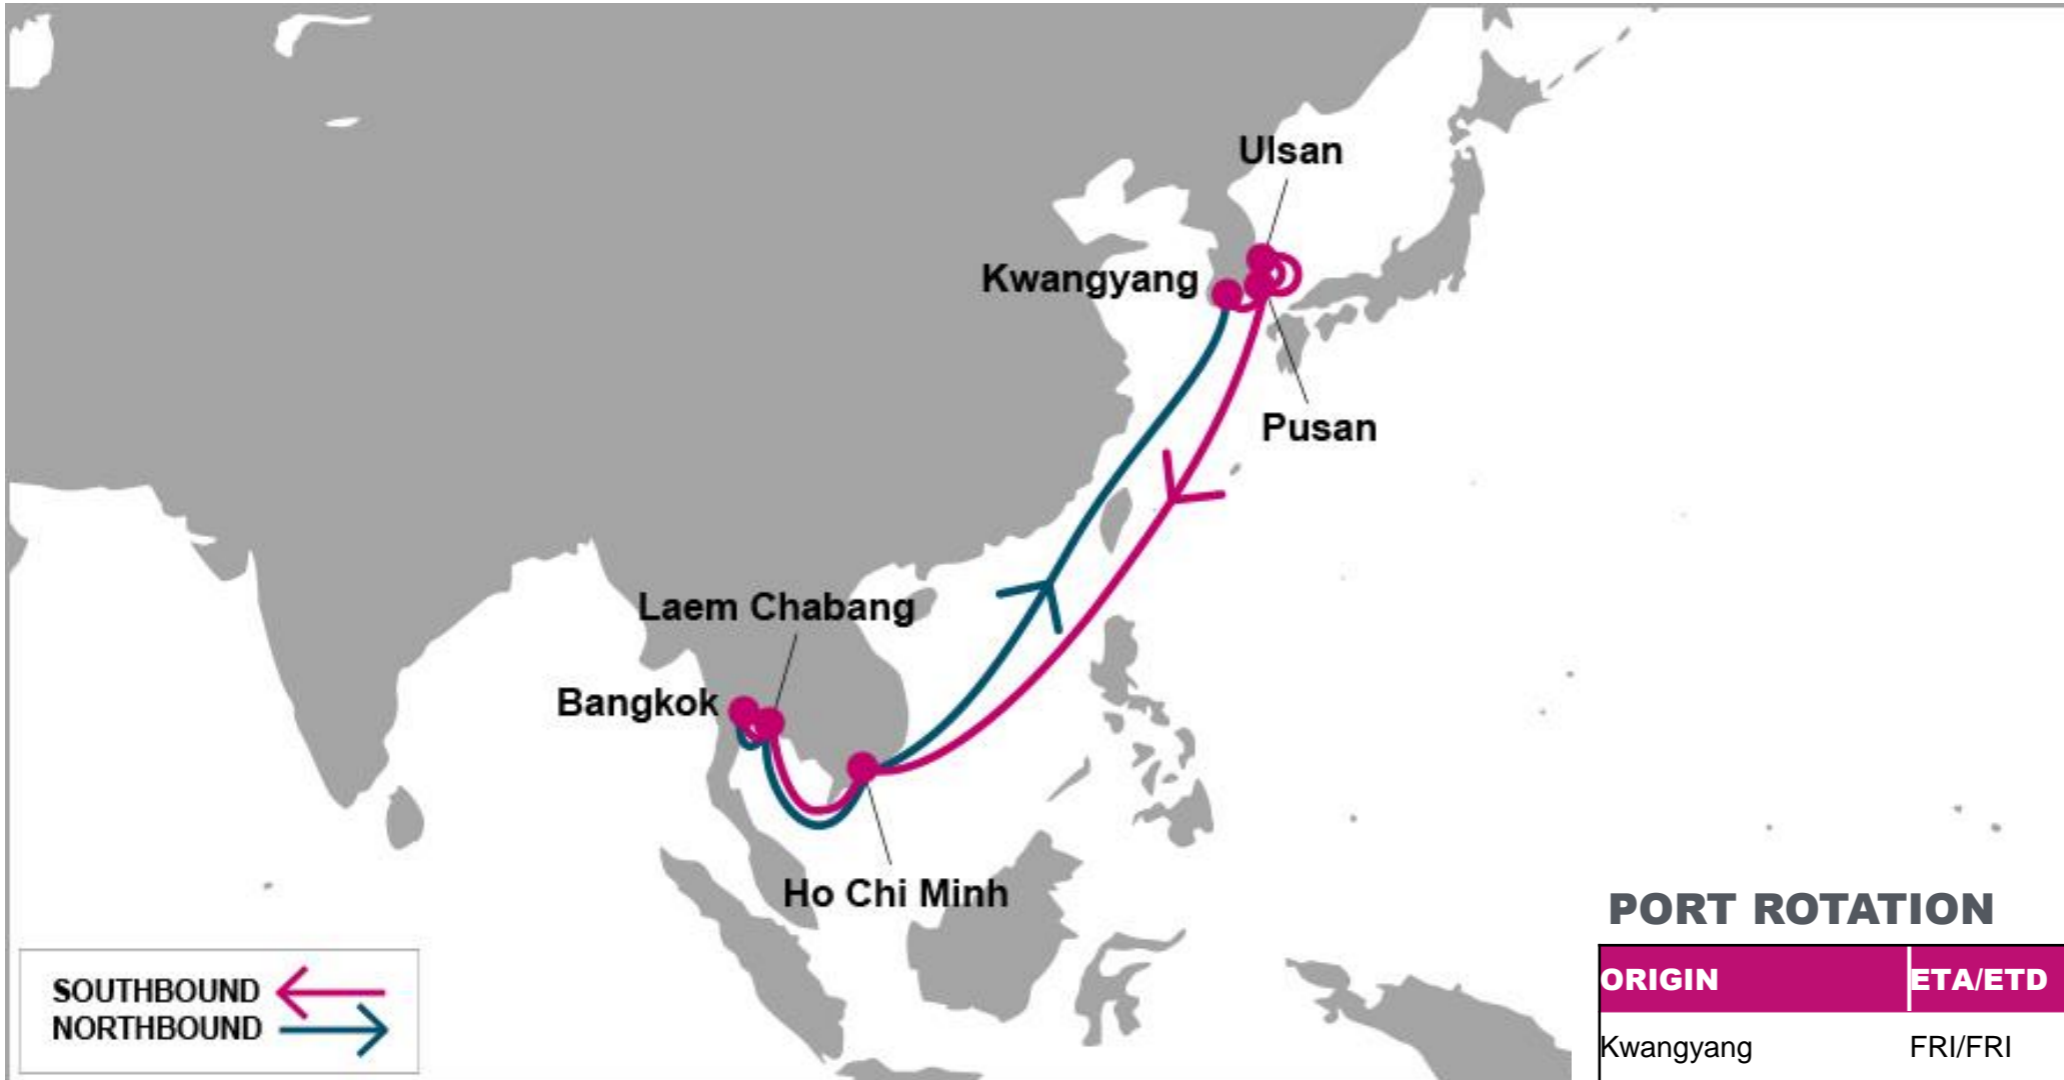 Ulsan
Kwangyang
Pusan
Laem Chabang
Bangkok
Ho Chi Minh
SOUTHBOUND
NORTHBOUND
PORT ROTATION
ORIGIN ETA/ETD
Kwangyang FRI/FRI